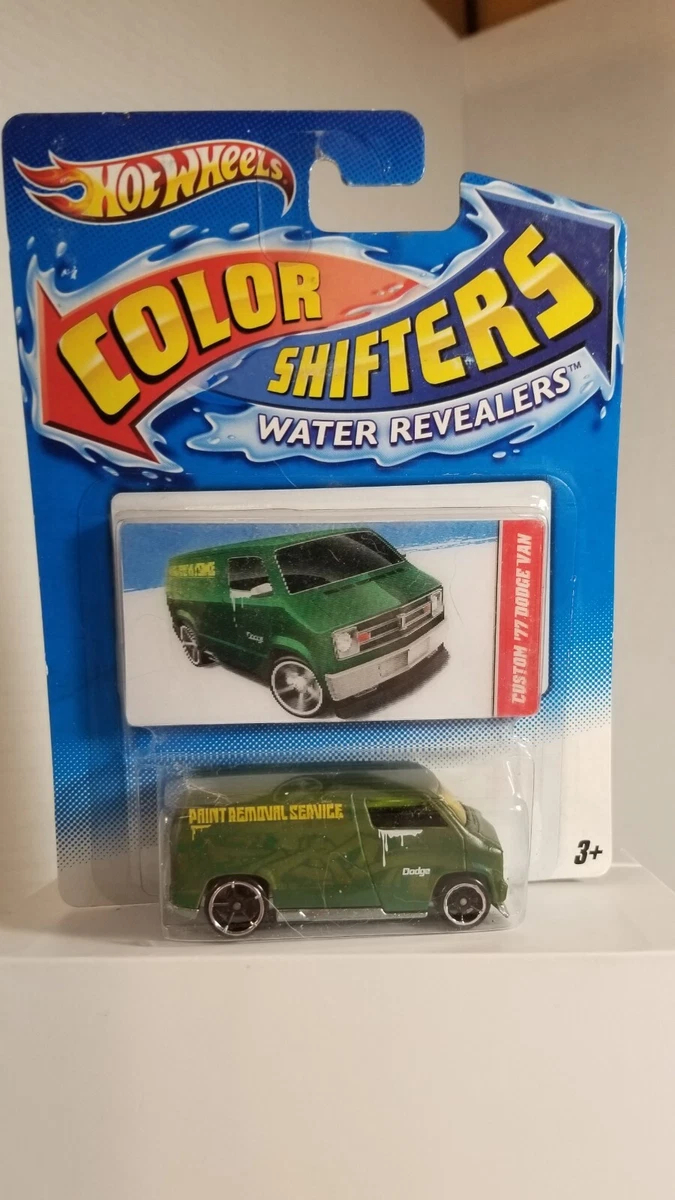 HOT WHEELS
COLOR
SHIFTERS
WATER REVEALERS™
CUSTOM '77 DODGE VAN
PAINT REMOVAL SERVICE
Dodge
3+